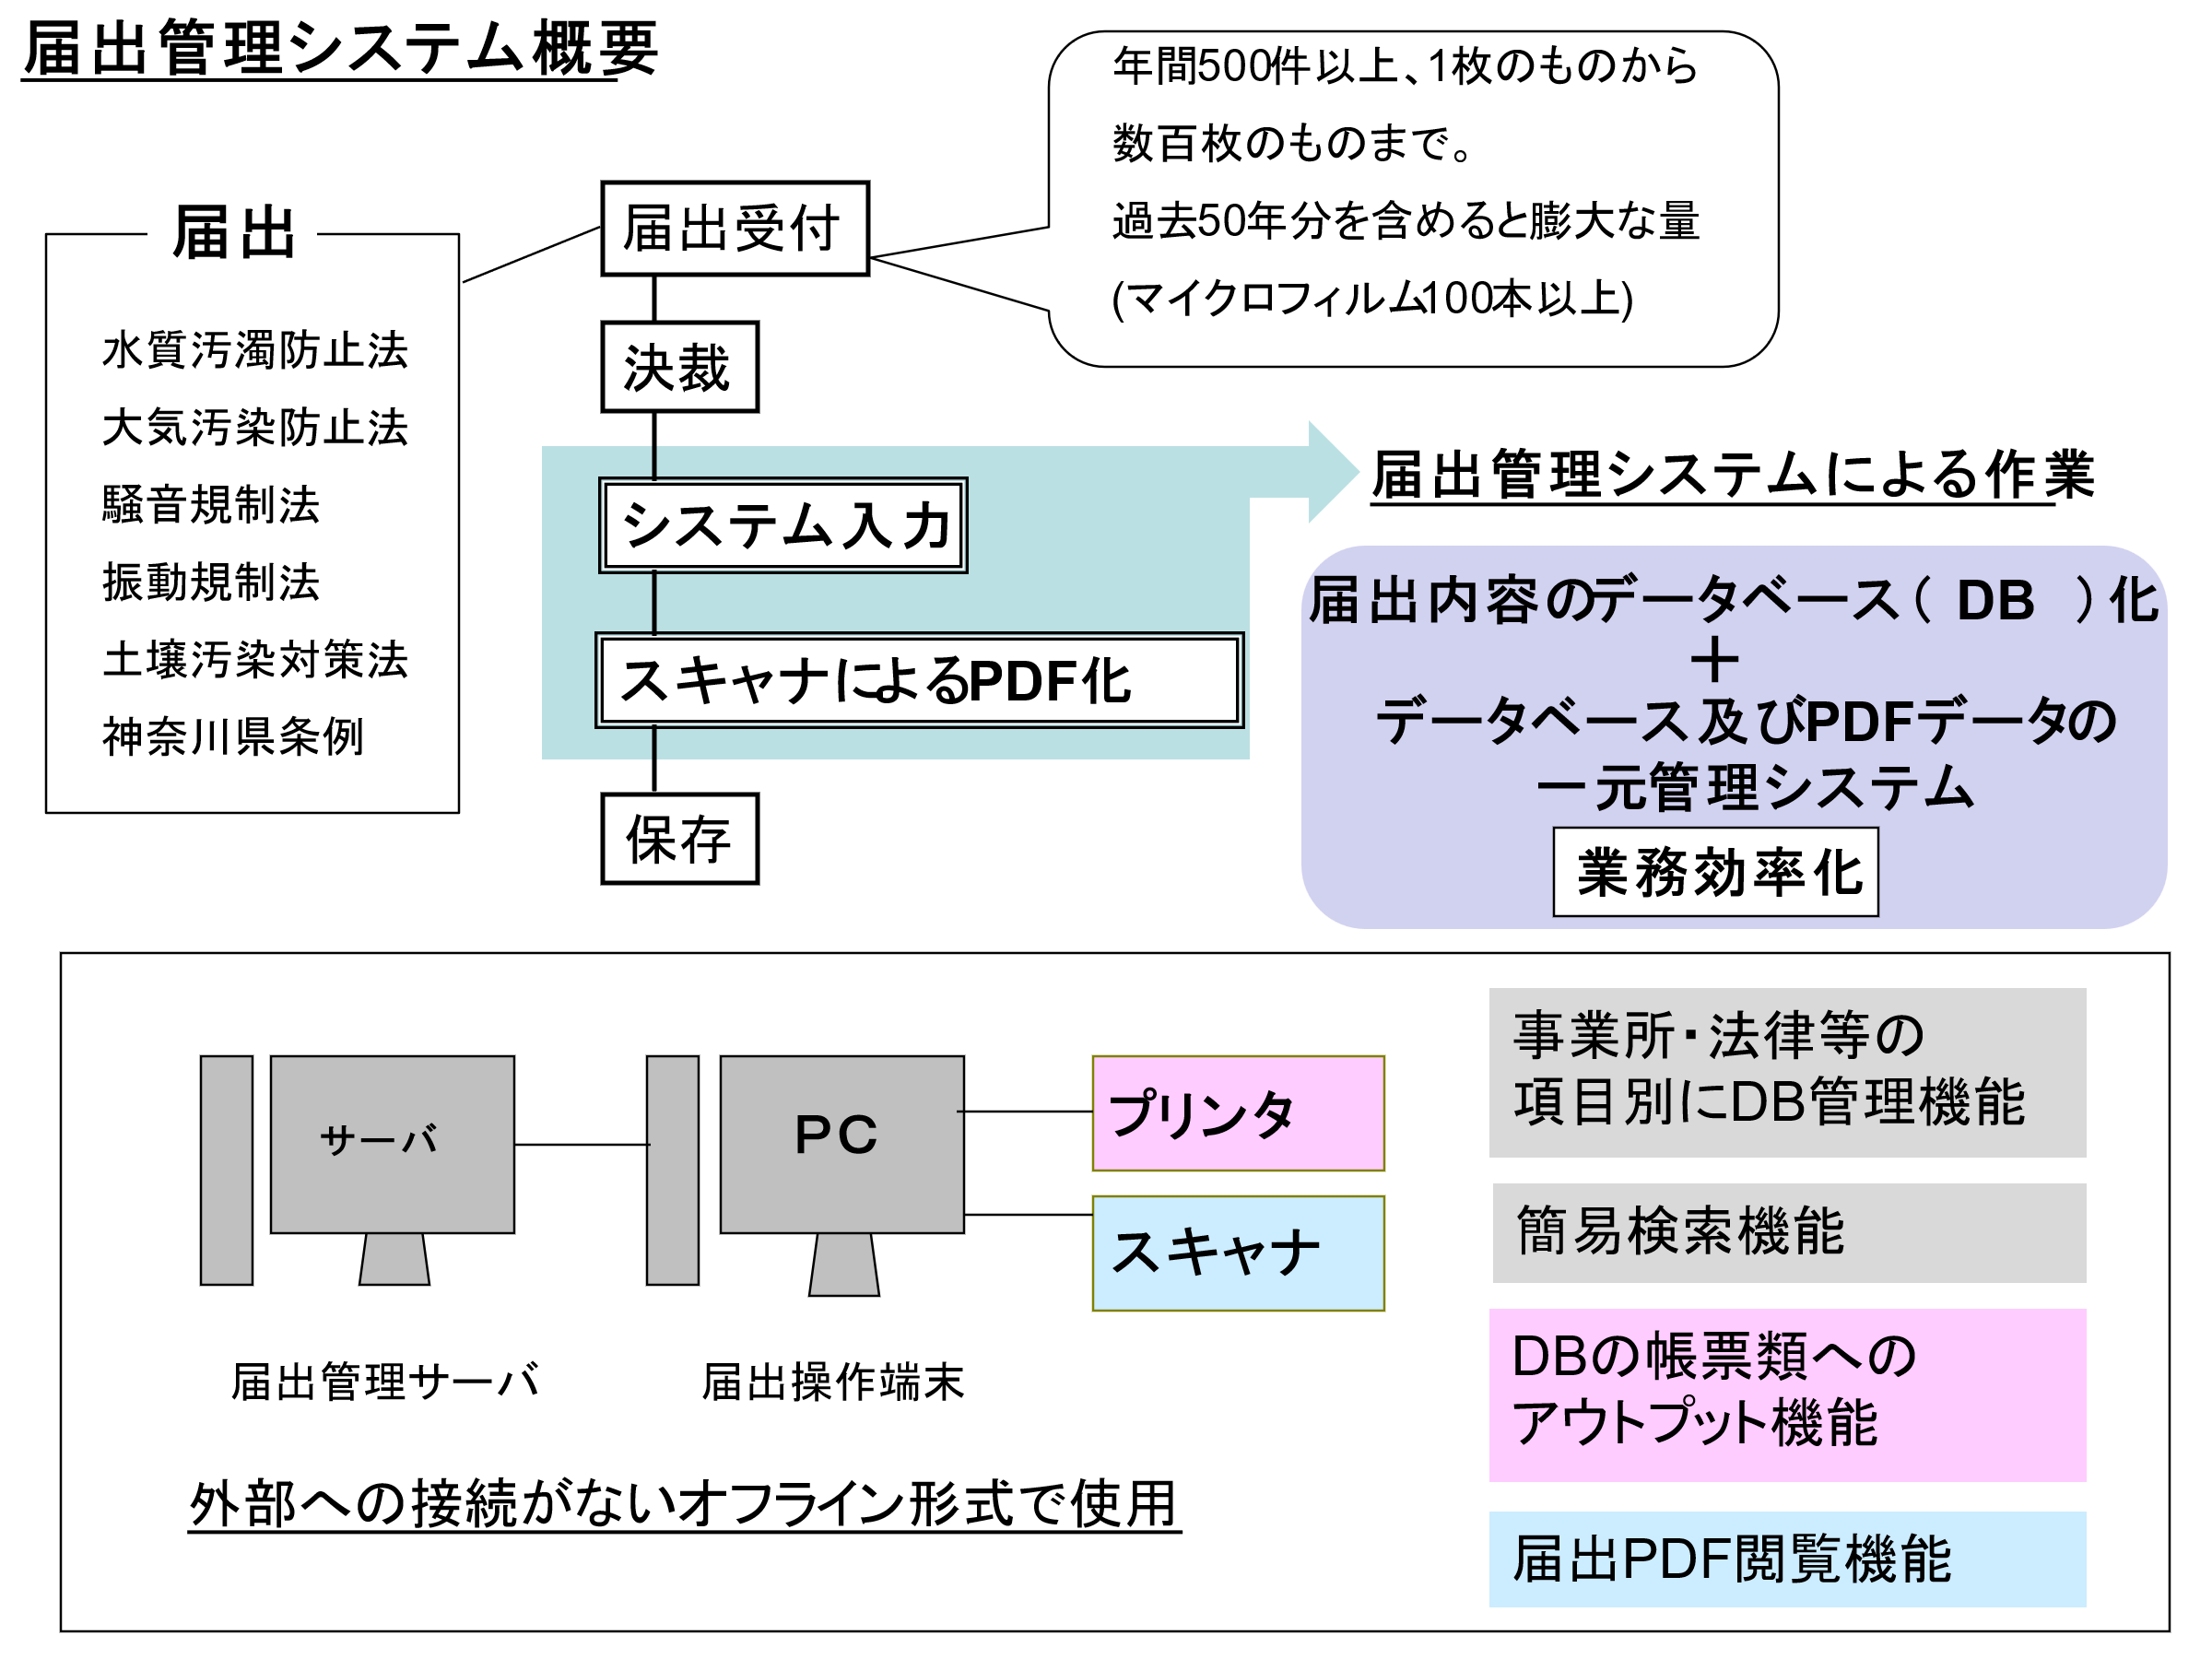 届出管理システム概要
年間500件以上、1枚のものから
数百枚のものまで。
過去50年分を含めると膨大な量
(マイクロフィルム100本以上)
届出
水質汚濁防止法
大気汚染防止法
騒音規制法
振動規制法
土壌汚染対策法
神奈川県条例
届出受付
決裁
システム入力
スキャナによるPDF化
保存
届出管理システムによる作業
届出内容のデータベース（DB）化
＋
データベース及びPDFデータの
一元管理システム
業務効率化
サーバ
PC
プリンタ
スキャナ
届出管理サーバ
届出操作端末
外部への接続がないオフライン形式で使用
事業所・法律等の
項目別にDB管理機能
簡易検索機能
DBの帳票類への
アウトプット機能
届出PDF閲覧機能